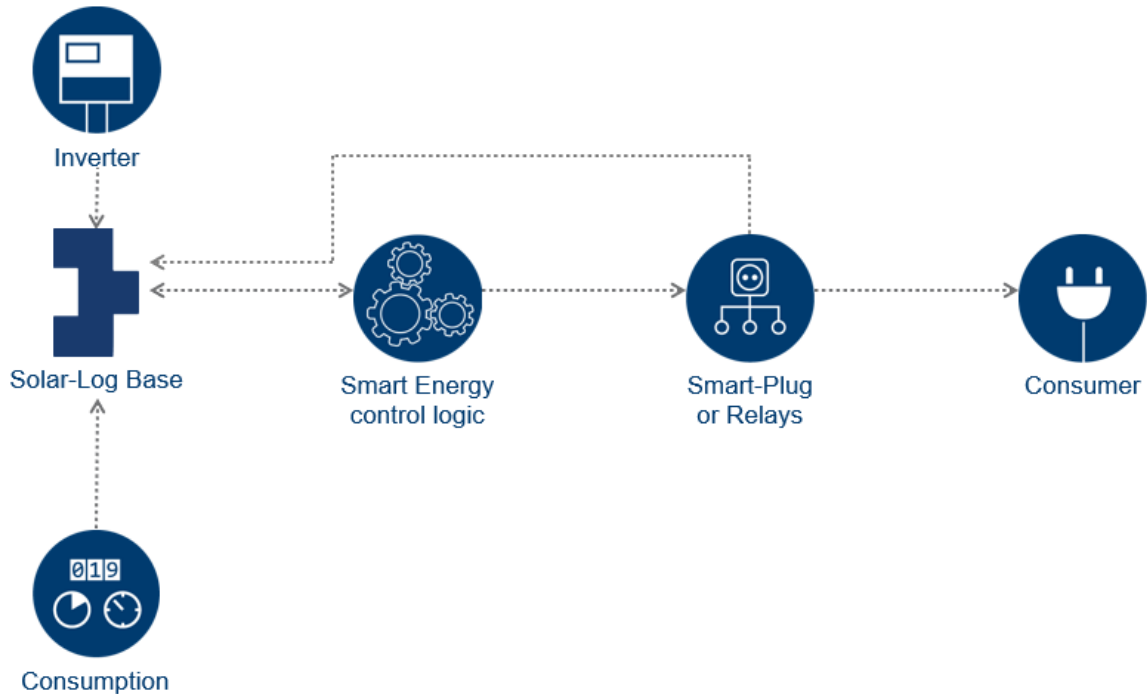 Inverter
Solar-Log Base
Smart Energy
control logic
Smart-Plug
or Relays
Consumer
019
Consumption